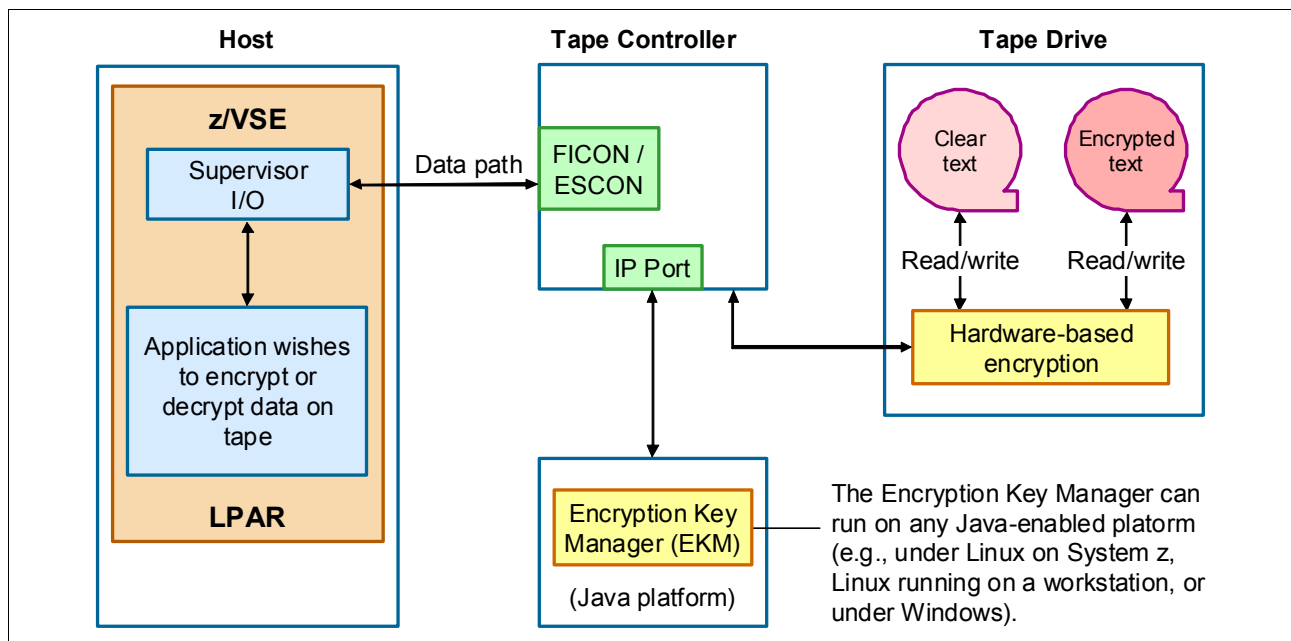 Host
Tape Controller
Tape Drive
z/VSE
Supervisor
I/O
Data path
FICON /
ESCON
IP Port
Clear
text
Encrypted
text
Read/write
Read/write
Hardware-based
encryption
Application wishes
to encrypt or
decrypt data on
tape
LPAR
Encryption Key
Manager (EKM)
(Java platform)
The Encryption Key Manager can
run on any Java-enabled platorm
(e.g., under Linux on System z,
Linux running on a workstation, or
under Windows).